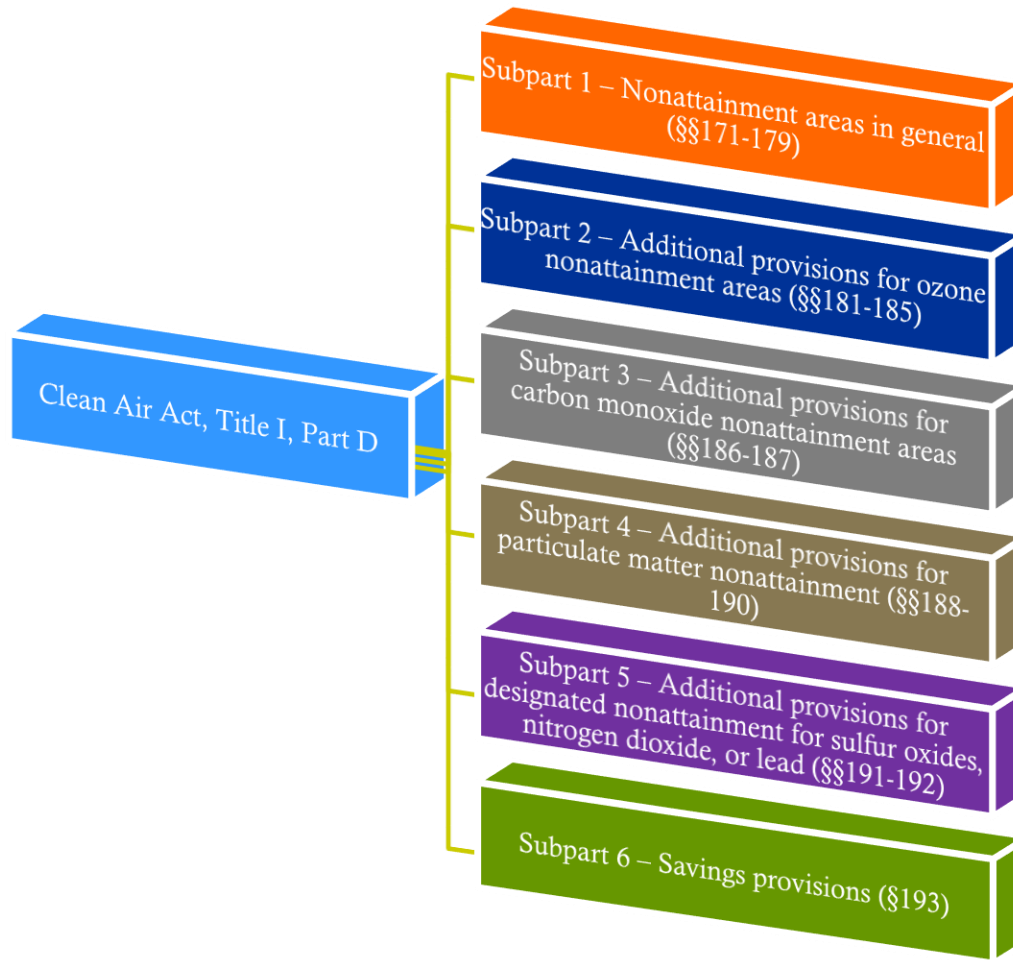 Clean Air Act, Title I, Part D
Subpart 1 – Nonattainment areas in general
(§§171-179)
Subpart 2 – Additional provisions for ozone
nonattainment areas (§§181-185)
Subpart 3 – Additional provisions for
carbon monoxide nonattainment areas
(§§186-187)
Subpart 4 – Additional provisions for
particulate matter nonattainment (§§188-
190)
Subpart 5 – Additional provisions for
designated nonattainment for sulfur oxides,
nitrogen dioxide, or lead (§§191-192)
Subpart 6 – Savings provisions (§193)